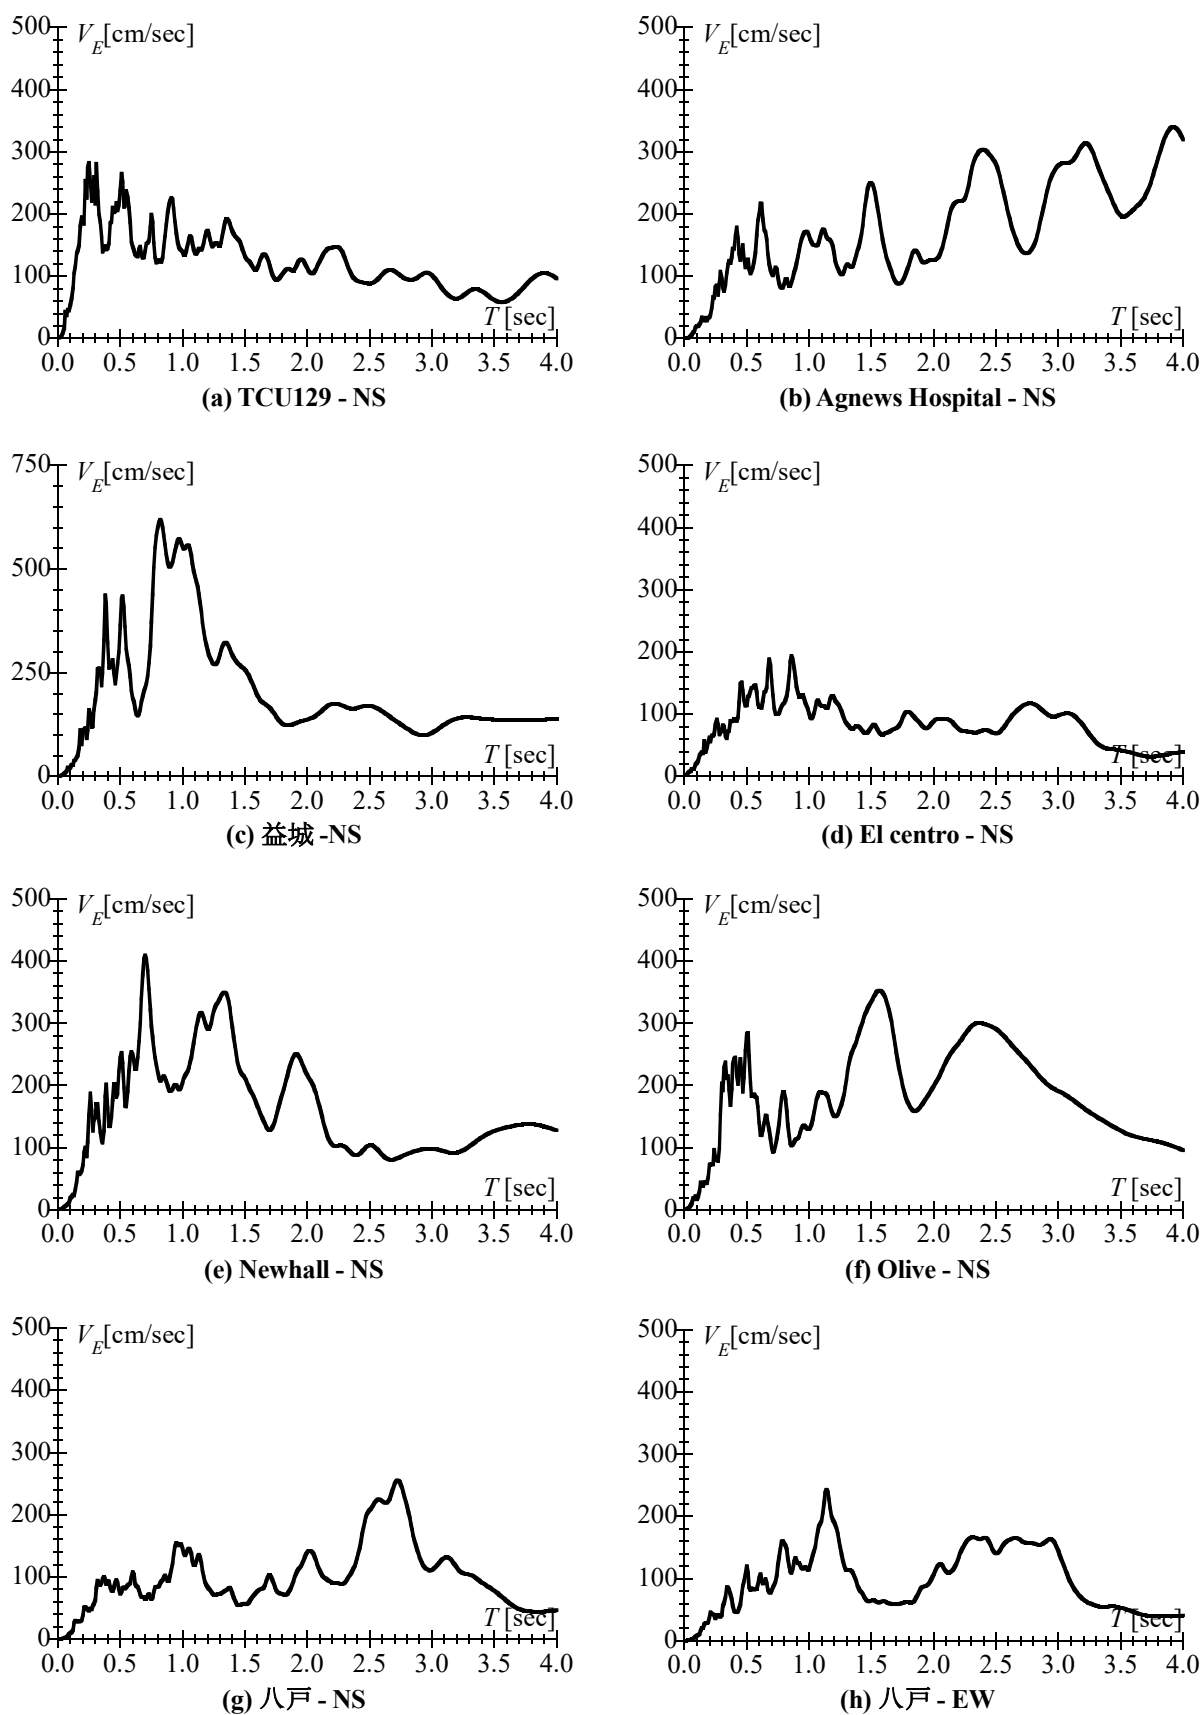 500
V_E[cm/sec]
400
300
200
100
0
T [sec]
0.0 0.5 1.0 1.5 2.0 2.5 3.0 3.5 4.0
(a) TCU129 - NS
500
V_E[cm/sec]
400
300
200
100
0
T [sec]
0.0 0.5 1.0 1.5 2.0 2.5 3.0 3.5 4.0
(b) Agnews Hospital - NS
750
V_E[cm/sec]
500
250
0
T [sec]
0.0 0.5 1.0 1.5 2.0 2.5 3.0 3.5 4.0
(c) 益城 -NS
500
V_E[cm/sec]
400
300
200
100
0
T [sec]
0.0 0.5 1.0 1.5 2.0 2.5 3.0 3.5 4.0
(d) El centro - NS
500
V_E[cm/sec]
400
300
200
100
0
T [sec]
0.0 0.5 1.0 1.5 2.0 2.5 3.0 3.5 4.0
(e) Newhall - NS
500
V_E[cm/sec]
400
300
200
100
0
T [sec]
0.0 0.5 1.0 1.5 2.0 2.5 3.0 3.5 4.0
(f) Olive - NS
500
V_E[cm/sec]
400
300
200
100
0
T [sec]
0.0 0.5 1.0 1.5 2.0 2.5 3.0 3.5 4.0
(g) 八戸 - NS
500
V_E[cm/sec]
400
300
200
100
0
T [sec]
0.0 0.5 1.0 1.5 2.0 2.5 3.0 3.5 4.0
(h) 八戸 - EW